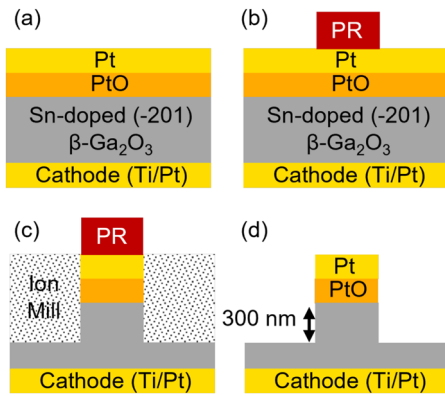 (a)
Pt
PtO
Sn-doped (-201)
β-Ga₂O₃
Cathode (Ti/Pt)
(b)
PR
Pt
PtO
Sn-doped (-201)
β-Ga₂O₃
Cathode (Ti/Pt)
(c)
PR
Ion
Mill
Cathode (Ti/Pt)
(d)
Pt
PtO
300 nm
Cathode (Ti/Pt)